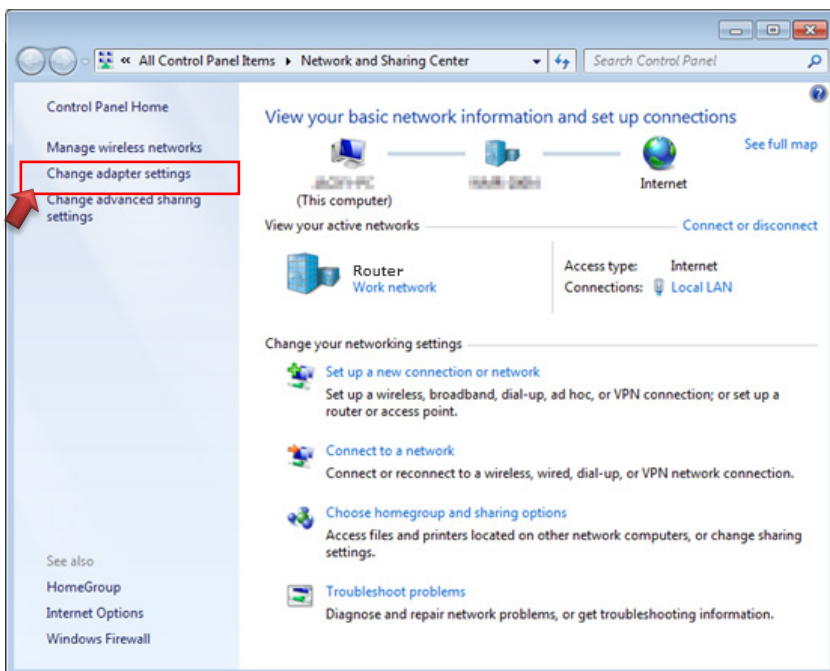 « All Control Panel Items ▸ Network and Sharing Center
Search Control Panel
Control Panel Home
Manage wireless networks
Change adapter settings
Change advanced sharing
settings
View your basic network information and set up connections
See full map
(This computer)
Internet
View your active networks
Connect or disconnect
Router
Work network
Access type: Internet
Connections: Local LAN
Change your networking settings
Set up a new connection or network
Set up a wireless, broadband, dial-up, ad hoc, or VPN connection; or set up a
router or access point.
Connect to a network
Connect or reconnect to a wireless, wired, dial-up, or VPN network connection.
Choose homegroup and sharing options
Access files and printers located on other network computers, or change sharing
settings.
Troubleshoot problems
Diagnose and repair network problems, or get troubleshooting information.
See also
HomeGroup
Internet Options
Windows Firewall